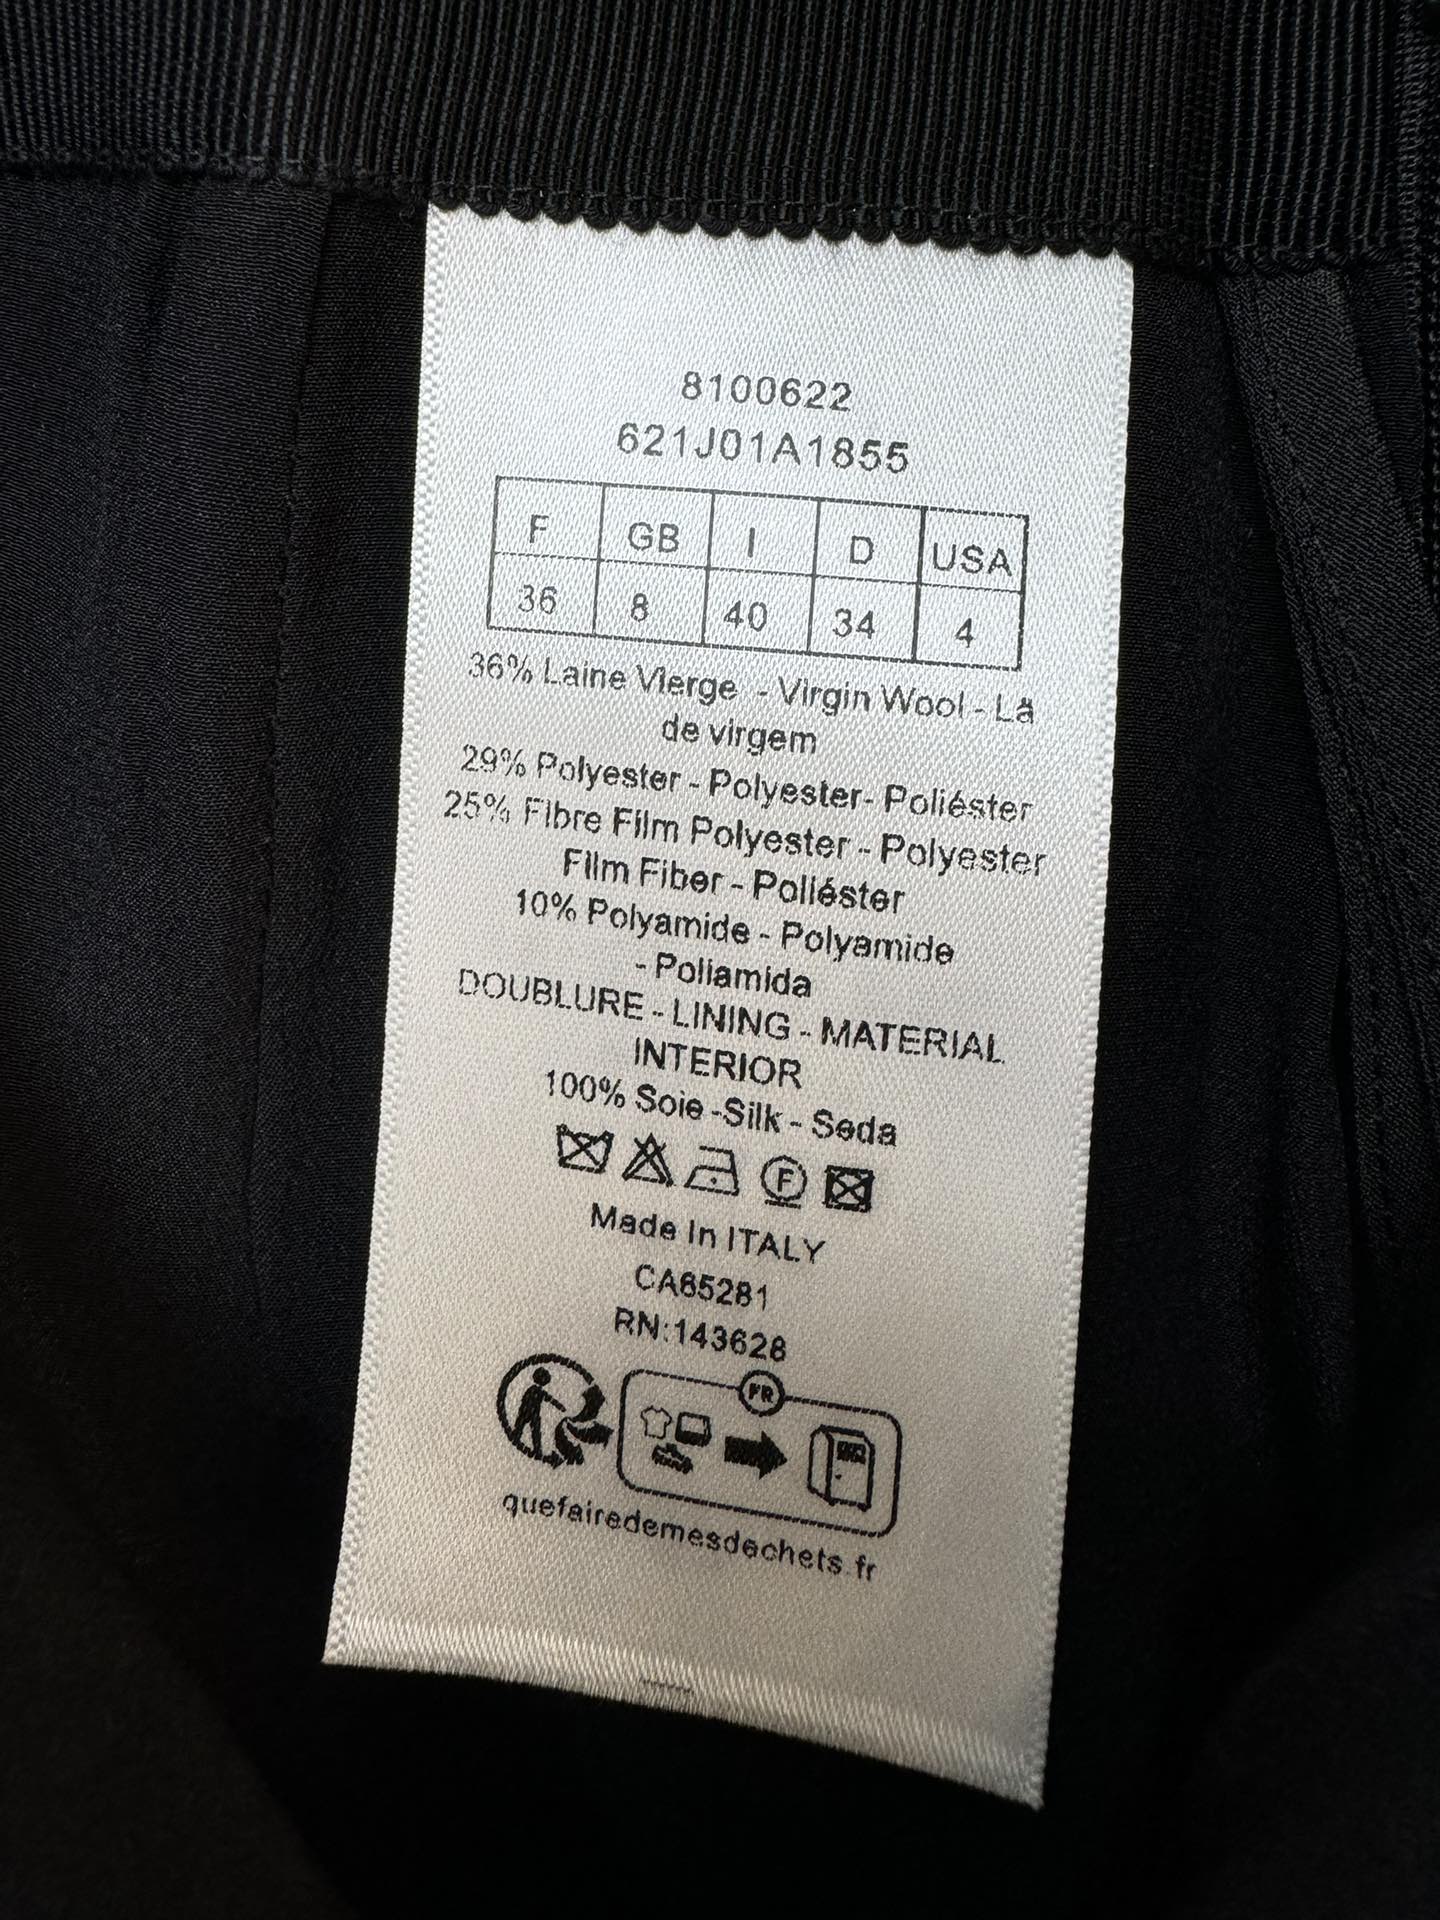 8100622
621J01A1855
F GB I D USA
36 8 40 34 4
36% Laine Vierge - Virgin Wool - Lã
de virgem
29% Polyester - Polyester- Poliéster
25% Fibre Film Polyester - Polyester
Film Fiber - Poliéster
10% Polyamide - Polyamide
- Poliamida
DOUBLURE - LINING - MATERIAL
INTERIOR
100% Soie -Silk - Seda
F
Made In ITALY
CA65281
RN:143628
FR
quefairedemesdechets.fr